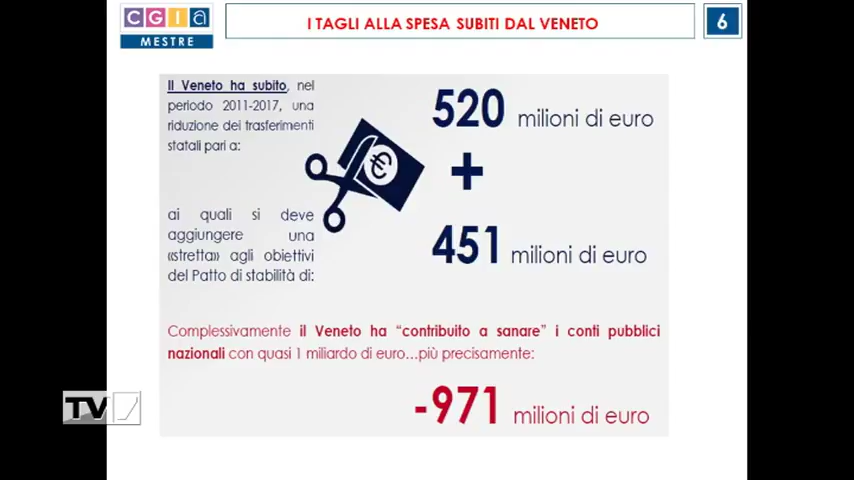 CGIA
MESTRE
I TAGLI ALLA SPESA SUBITI DAL VENETO
6
Il Veneto ha subito, nel
periodo 2011-2017, una
riduzione dei trasferimenti
statali pari a:
520 milioni di euro
+
ai quali si deve
aggiungere una
«stretta» agli obiettivi
del Patto di stabilità di:
451 milioni di euro
Complessivamente il Veneto ha “contribuito a sanare” i conti pubblici
nazionali con quasi 1 miliardo di euro...più precisamente:
-971 milioni di euro
TV